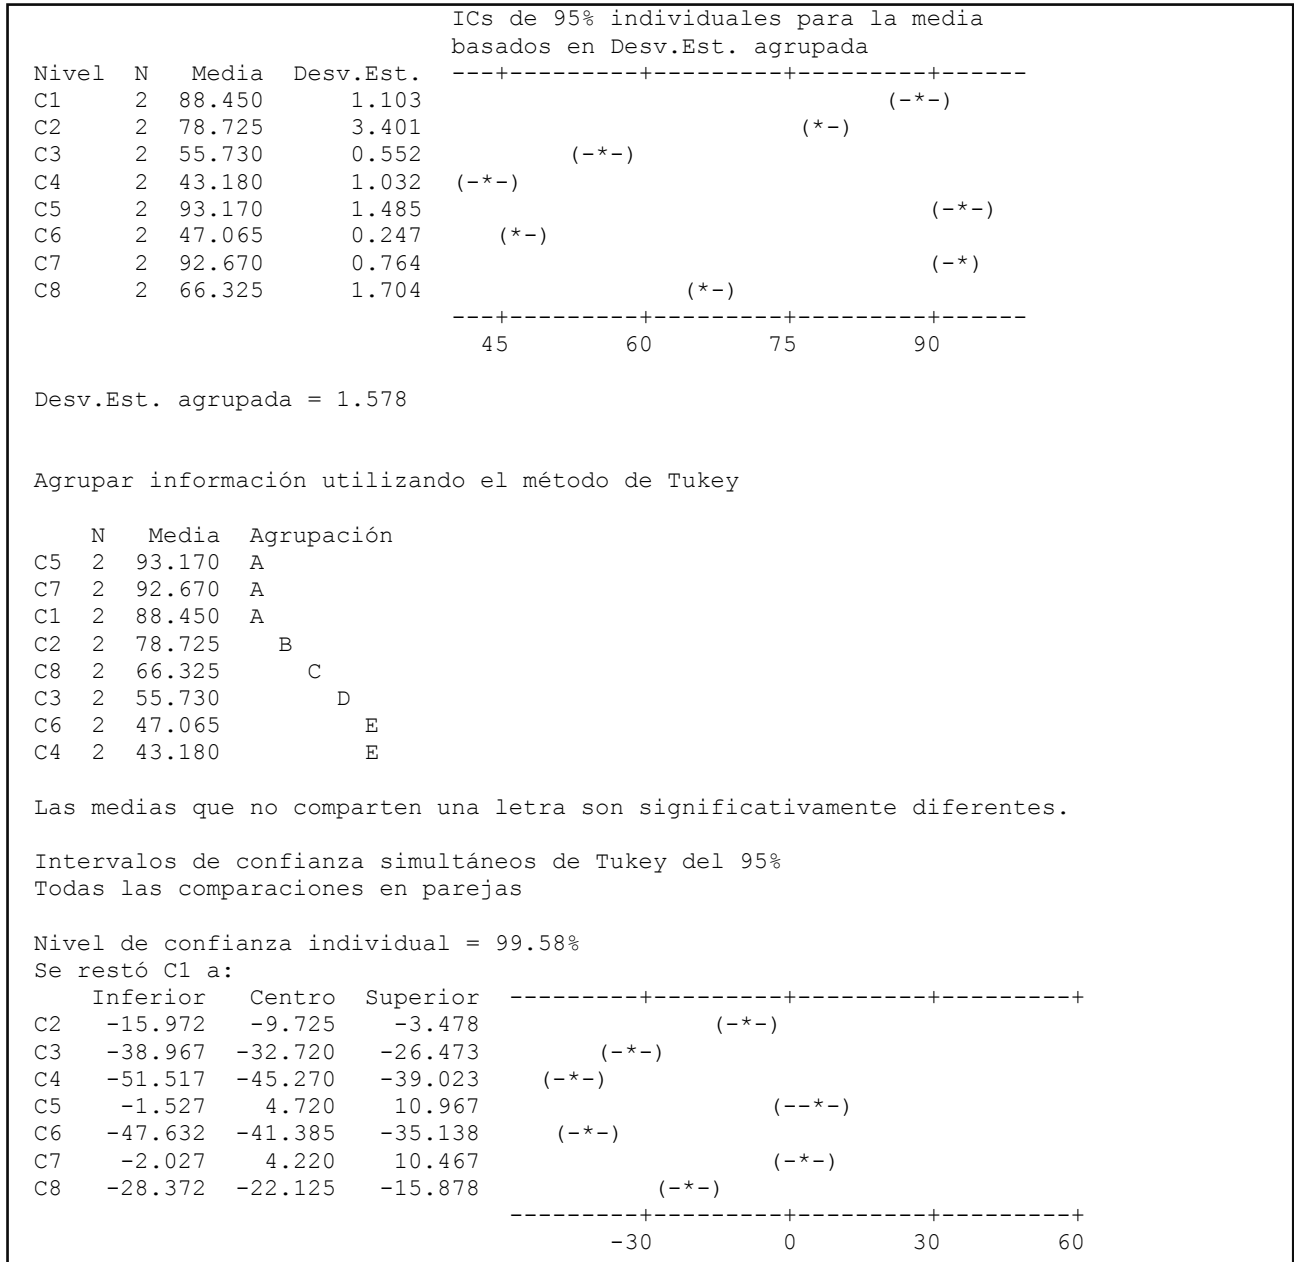 ICs de 95% individuales para la media
                             basados en Desv.Est. agrupada
Nivel  N   Media  Desv.Est.  ---+---------+---------+---------+------
C1     2  88.450      1.103                                (-*-)
C2     2  78.725      3.401                          (*-)
C3     2  55.730      0.552          (-*-)
C4     2  43.180      1.032  (-*-)
C5     2  93.170      1.485                                   (-*-)
C6     2  47.065      0.247     (*-)
C7     2  92.670      0.764                                   (-*)
C8     2  66.325      1.704                  (*-)
                             ---+---------+---------+---------+------
                               45        60        75        90
Desv.Est. agrupada = 1.578
Agrupar información utilizando el método de Tukey
    N   Media  Agrupación
C5  2  93.170  A
C7  2  92.670  A
C1  2  88.450  A
C2  2  78.725    B
C8  2  66.325      C
C3  2  55.730        D
C6  2  47.065          E
C4  2  43.180          E
Las medias que no comparten una letra son significativamente diferentes.
Intervalos de confianza simultáneos de Tukey del 95%
Todas las comparaciones en parejas
Nivel de confianza individual = 99.58%
Se restó C1 a:
    Inferior   Centro  Superior  ---------+---------+---------+---------+
C2   -15.972   -9.725    -3.478                (-*-)
C3   -38.967  -32.720   -26.473        (-*-)
C4   -51.517  -45.270   -39.023    (-*-)
C5    -1.527    4.720    10.967                    (--*-)
C6   -47.632  -41.385   -35.138     (-*-)
C7    -2.027    4.220    10.467                    (-*-)
C8   -28.372  -22.125   -15.878            (-*-)
                                 ---------+---------+---------+---------+
                                        -30         0        30        60